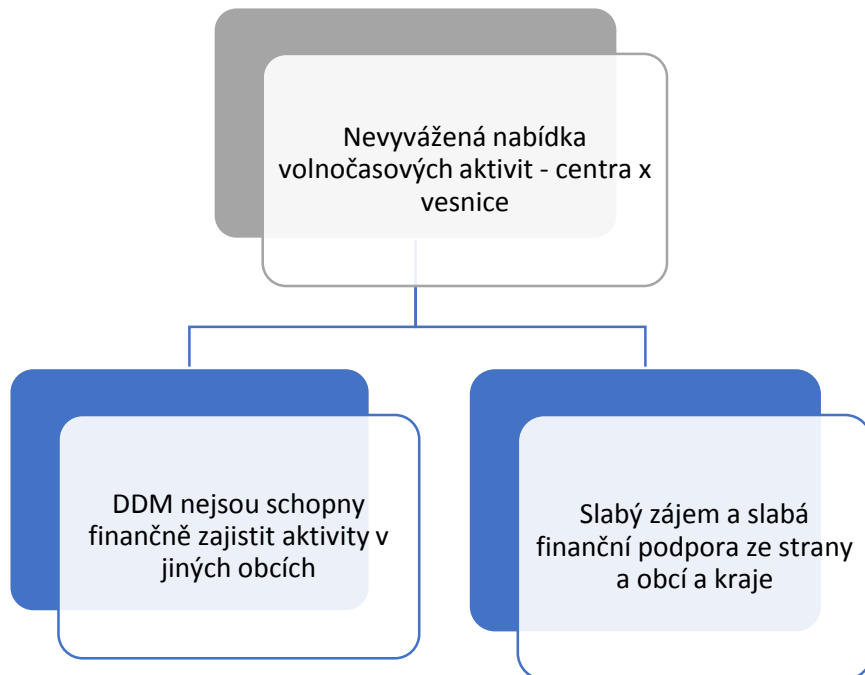 Nevyvážená nabídka
volnočasových aktivit - centra x
vesnice
DDM nejsou schopny
finančně zajistit aktivity v
jiných obcích
Slabý zájem a slabá
finanční podpora ze strany
a obcí a kraje